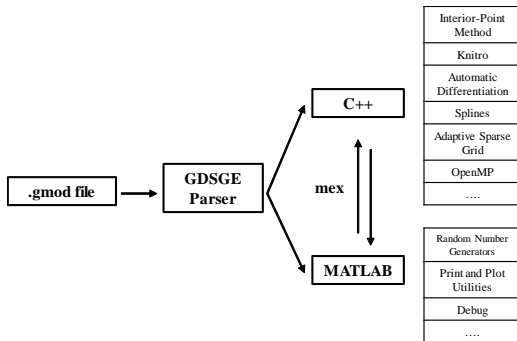 .gmod file
GDSGE
Parser
C++
mex
MATLAB
Interior-Point
Method
Knitro
Automatic
Differentiation
Splines
Adaptive Sparse
Grid
OpenMP
….
Random Number
Generators
Print and Plot
Utilities
Debug
….